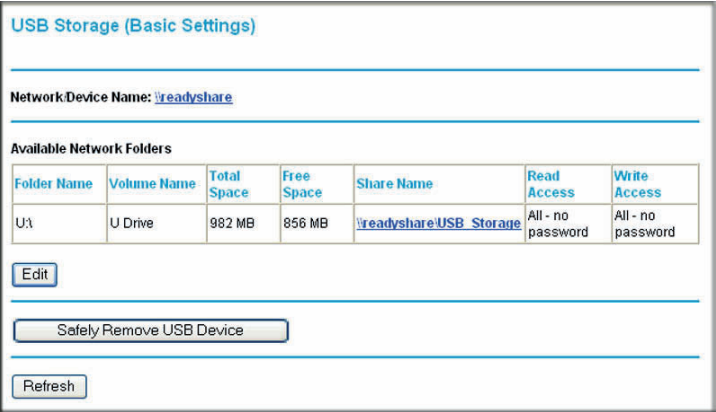 USB Storage (Basic Settings)
Network/Device Name: \\readyshare
Available Network Folders
Folder Name Volume Name Total Space Free Space Share Name Read Access Write Access
U:\ U Drive 982 MB 856 MB \\readyshare\USB_Storage All - no password All - no password
Edit
Safely Remove USB Device
Refresh